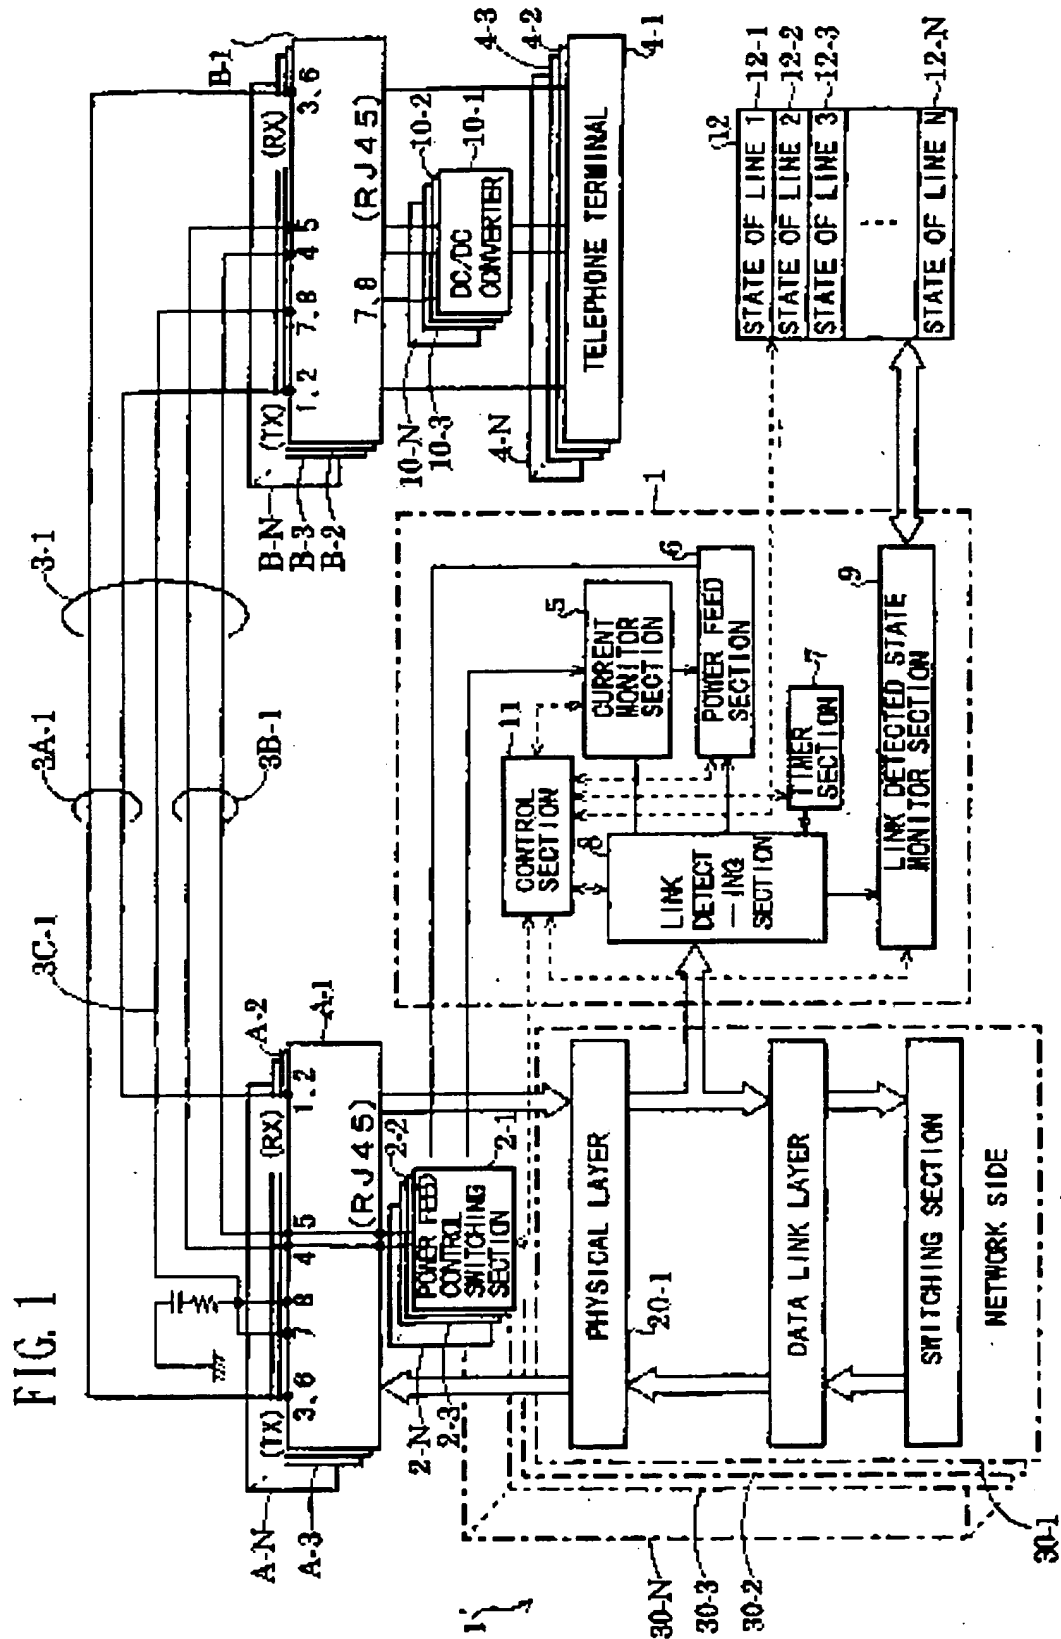 FIG. 1
3C-1
3A-1
3-1
3B-1
A-N
A-3
(TX)
3, 6
7
8
4
5
(RX)
1, 2
A-2
A-1
(RJ45)
2-N
2-3
2-2
2-1
POWER FEED
CONTROL
SWITCHING
SECTION
B-N
B-3
B-2
(TX)
1, 2
7, 8
4
5
(RX)
3, 6
B-1
7, 8
(RJ45)
10-N
10-3
10-2
10-1
DC/DC
CONVERTER
4-N
4-3
4-2
4-1
TELEPHONE TERMINAL
1
11
CONTROL
SECTION
5
CURRENT
MONITOR
SECTION
6
POWER FEED
SECTION
8
LINK
DETECT
—ING
SECTION
7
TIMER
SECTION
9
LINK DETECTED STATE
MONITOR SECTION
12
STATE OF LINE 1
12-1
STATE OF LINE 2
12-2
STATE OF LINE 3
12-3
...
STATE OF LINE N
12-N
PHYSICAL LAYER
20-1
DATA LINK LAYER
SWITCHING SECTION
NETWORK SIDE
1'
30-N
30-3
30-2
30-1